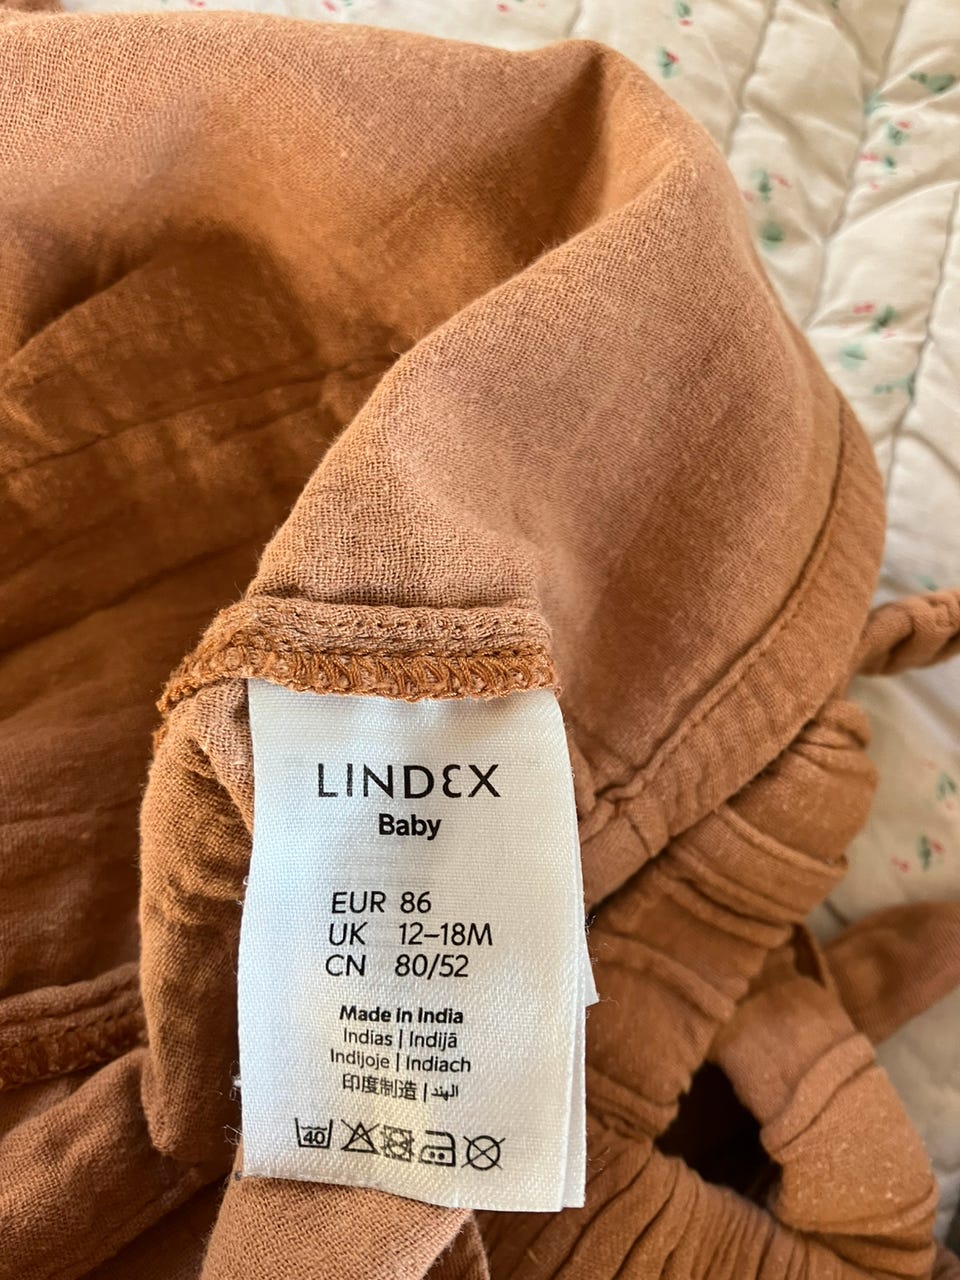 LINDEX
Baby
EUR 86
UK 12–18M
CN 80/52
Made in India
Indias | Indijā
Indijoje | Indiach
印度制造 | الهند
40